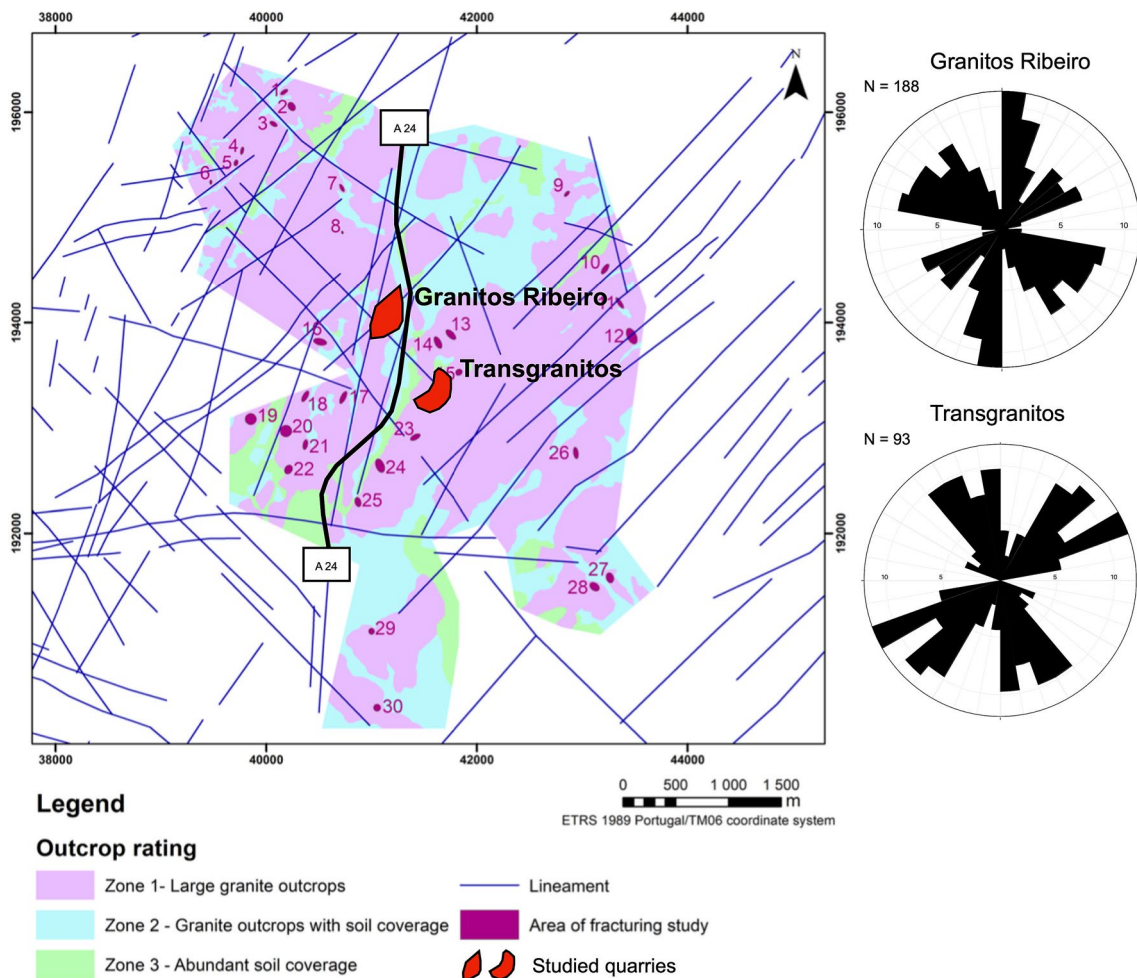 38000 40000 42000 44000
196000
194000
192000
N
A 24
1
2
3
4
5
6
7
8
9
10
11
12
Granitos Ribeiro
13
14
15
Transgranitos
16
17
18
19
20
21
22
23
24
25
26
27
28
29
30
A 24
196000
194000
192000
38000 40000 42000 44000
Granitos Ribeiro
N = 188
10 5 5 10
Transgranitos
N = 93
10 5 5 10
0 500 1 000 1 500
m
ETRS 1989 Portugal/TM06 coordinate system
Legend
Outcrop rating
Zone 1- Large granite outcrops
Zone 2 - Granite outcrops with soil coverage
Zone 3 - Abundant soil coverage
Lineament
Area of fracturing study
Studied quarries